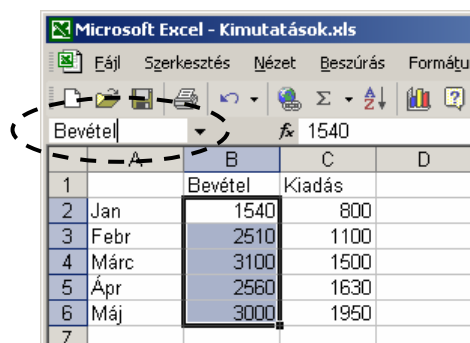 Microsoft Excel - Kimutatások.xls
Fájl Szerkesztés Nézet Beszúrás Formátu
Bevétel fx 1540
A B C D
1 Bevétel Kiadás
2 Jan 1540 800
3 Febr 2510 1100
4 Márc 3100 1500
5 Ápr 2560 1630
6 Máj 3000 1950
7